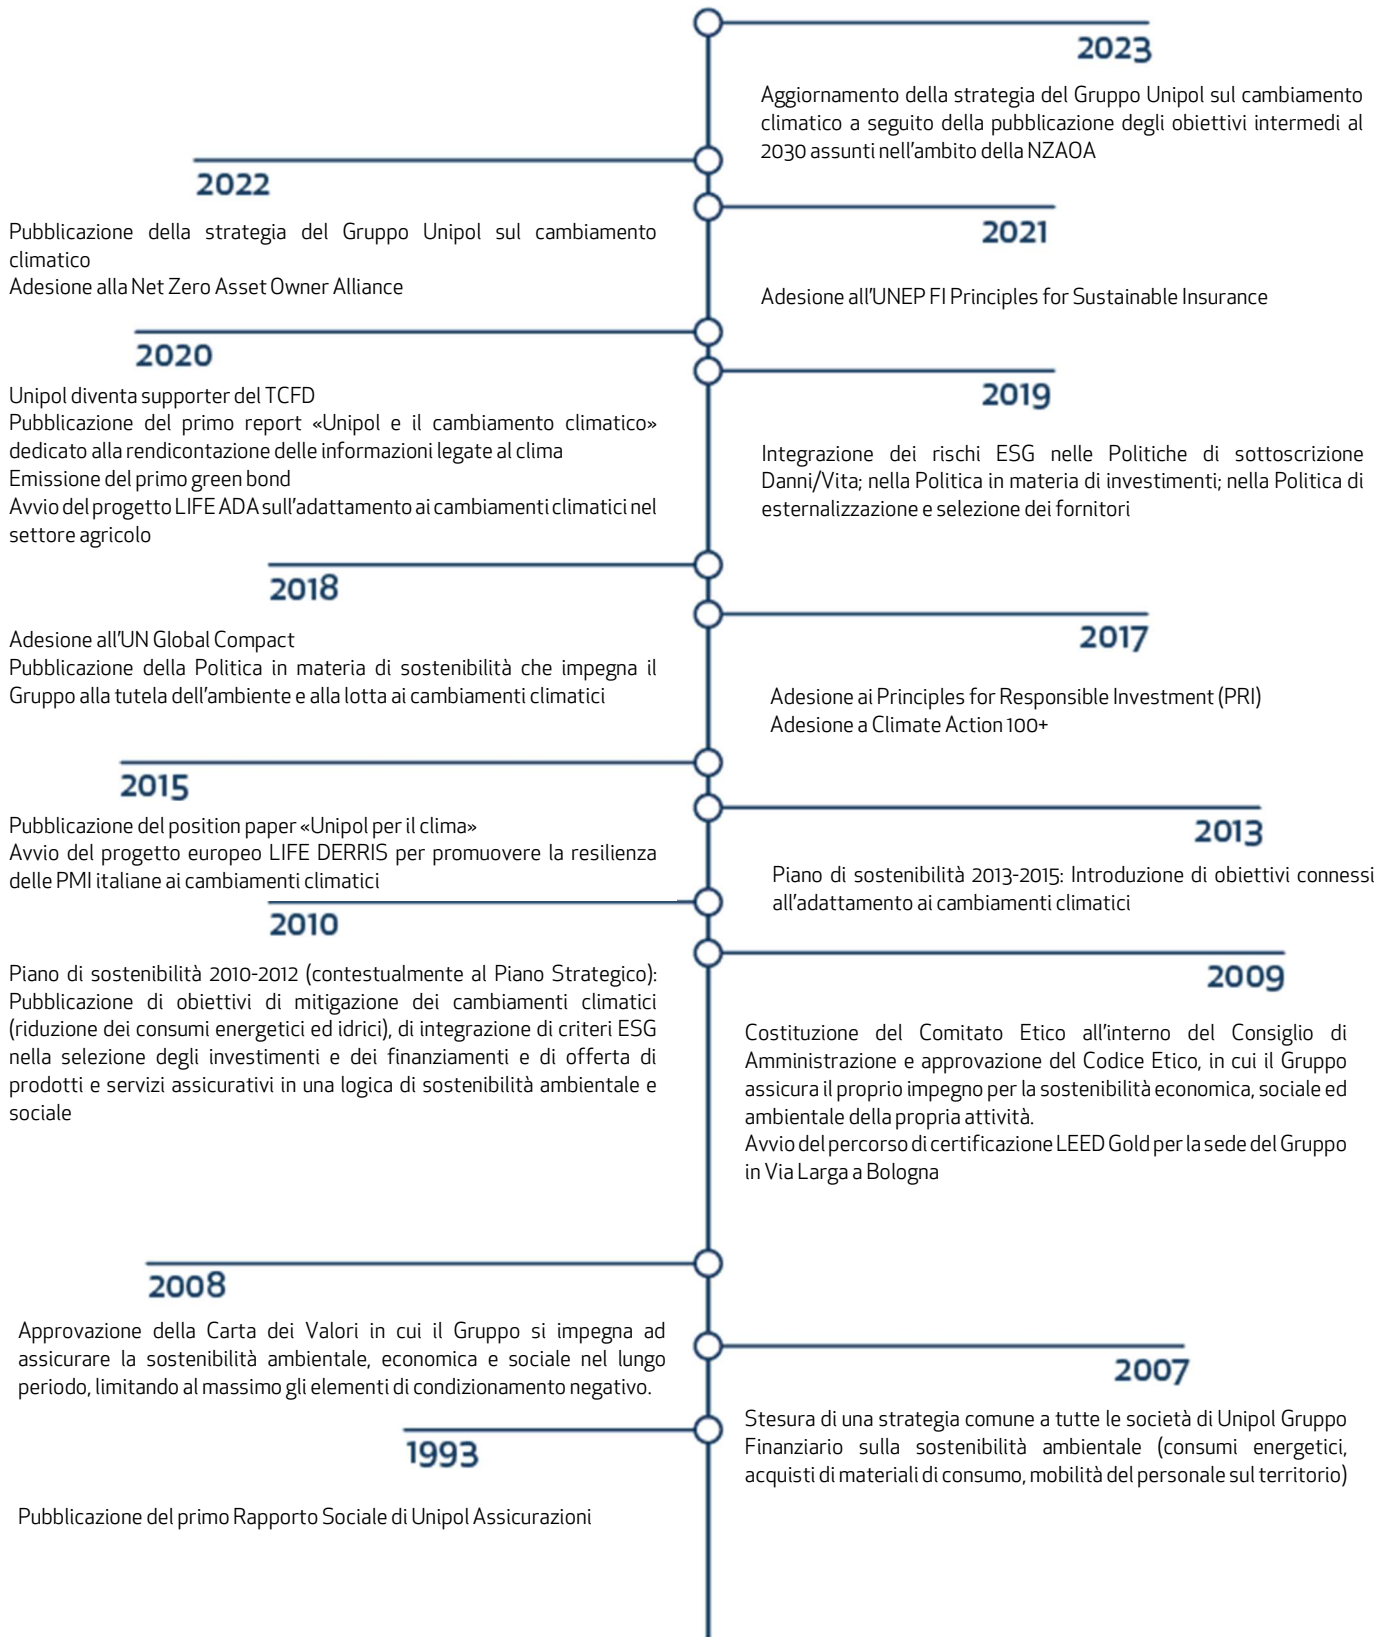 2023
Aggiornamento della strategia del Gruppo Unipol sul cambiamento
climatico a seguito della pubblicazione degli obiettivi intermedi al
2030 assunti nell'ambito della NZAOA
2022
Pubblicazione della strategia del Gruppo Unipol sul cambiamento
climatico
Adesione alla Net Zero Asset Owner Alliance
2021
Adesione all'UNEP FI Principles for Sustainable Insurance
2020
Unipol diventa supporter del TCFD
Pubblicazione del primo report «Unipol e il cambiamento climatico»
dedicato alla rendicontazione delle informazioni legate al clima
Emissione del primo green bond
Avvio del progetto LIFE ADA sull'adattamento ai cambiamenti climatici nel
settore agricolo
2019
Integrazione dei rischi ESG nelle Politiche di sottoscrizione
Danni/Vita; nella Politica in materia di investimenti; nella Politica di
esternalizzazione e selezione dei fornitori
2018
Adesione all'UN Global Compact
Pubblicazione della Politica in materia di sostenibilità che impegna il
Gruppo alla tutela dell'ambiente e alla lotta ai cambiamenti climatici
2017
Adesione ai Principles for Responsible Investment (PRI)
Adesione a Climate Action 100+
2015
Pubblicazione del position paper «Unipol per il clima»
Avvio del progetto europeo LIFE DERRIS per promuovere la resilienza
delle PMI italiane ai cambiamenti climatici
2013
Piano di sostenibilità 2013-2015: Introduzione di obiettivi connessi
all'adattamento ai cambiamenti climatici
2010
Piano di sostenibilità 2010-2012 (contestualmente al Piano Strategico):
Pubblicazione di obiettivi di mitigazione dei cambiamenti climatici
(riduzione dei consumi energetici ed idrici), di integrazione di criteri ESG
nella selezione degli investimenti e dei finanziamenti e di offerta di
prodotti e servizi assicurativi in una logica di sostenibilità ambientale e
sociale
2009
Costituzione del Comitato Etico all'interno del Consiglio di
Amministrazione e approvazione del Codice Etico, in cui il Gruppo
assicura il proprio impegno per la sostenibilità economica, sociale ed
ambientale della propria attività.
Avvio del percorso di certificazione LEED Gold per la sede del Gruppo
in Via Larga a Bologna
2008
Approvazione della Carta dei Valori in cui il Gruppo si impegna ad
assicurare la sostenibilità ambientale, economica e sociale nel lungo
periodo, limitando al massimo gli elementi di condizionamento negativo.
2007
Stesura di una strategia comune a tutte le società di Unipol Gruppo
Finanziario sulla sostenibilità ambientale (consumi energetici,
acquisti di materiali di consumo, mobilità del personale sul territorio)
1993
Pubblicazione del primo Rapporto Sociale di Unipol Assicurazioni